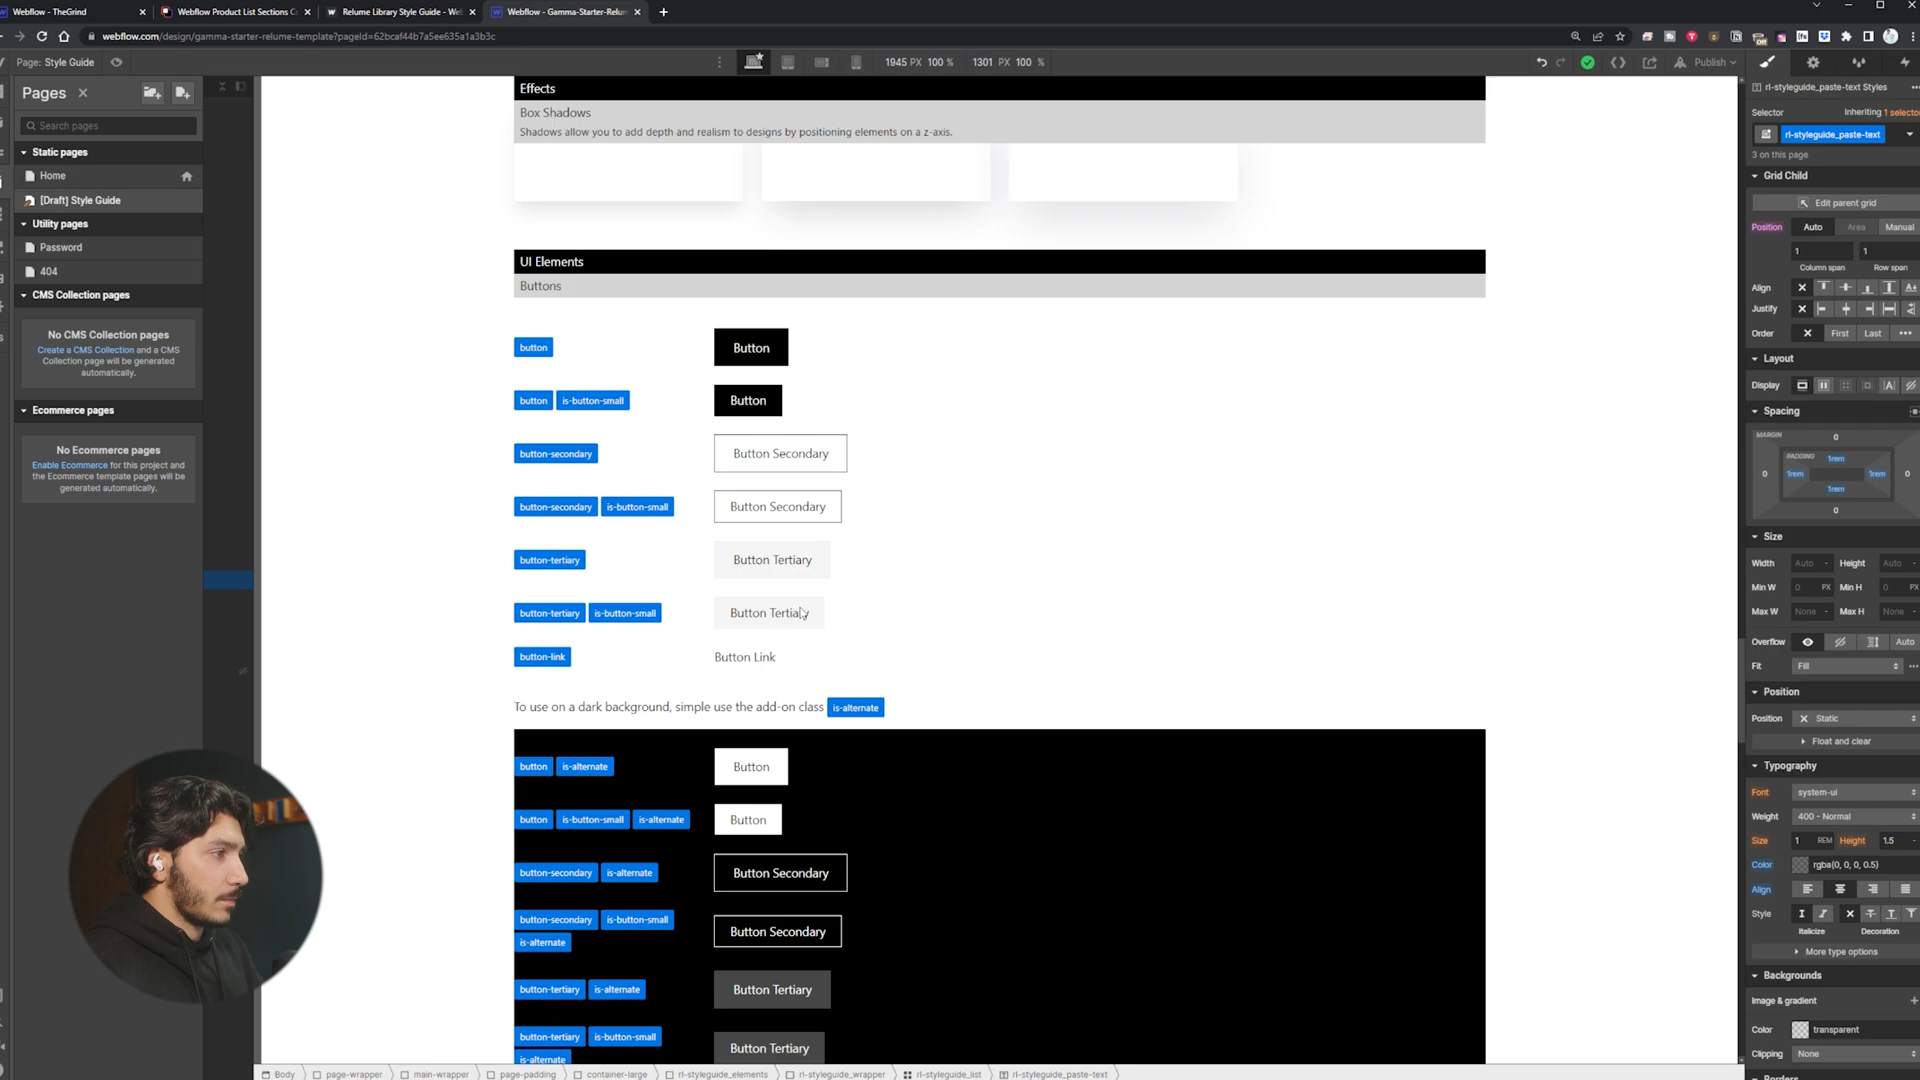 Webflow - TheGrind
Webflow Product List Sections C
Relume Library Style Guide - We
Webflow - Gamma-Starter-Relum
webflow.com/design/gamma-starter-relume-template?pageId=62bcaf44b7a5ee635a1a3b3c
Page: Style Guide
1945 PX 100 %
1301 PX 100 %
Publish
Pages
Search pages
Static pages
Home
[Draft] Style Guide
Utility pages
Password
404
CMS Collection pages
No CMS Collection pages
Create a CMS Collection and a CMS
Collection page will be generated
automatically.
Ecommerce pages
No Ecommerce pages
Enable Ecommerce for this project and
the Ecommerce template pages will be
generated automatically.
Effects
Box Shadows
Shadows allow you to add depth and realism to designs by positioning elements on a z-axis.
UI Elements
Buttons
button Button
button is-button-small Button
button-secondary Button Secondary
button-secondary is-button-small Button Secondary
button-tertiary Button Tertiary
button-tertiary is-button-small Button Tertiary
button-link Button Link
To use on a dark background, simple use the add-on class is-alternate
button is-alternate Button
button is-button-small is-alternate Button
button-secondary is-alternate Button Secondary
button-secondary is-button-small
is-alternate Button Secondary
button-tertiary is-alternate Button Tertiary
button-tertiary is-button-small
is-alternate Button Tertiary
Body page-wrapper main-wrapper page-padding container-large rl-styleguide_elements rl-styleguide_wrapper rl-styleguide_list rl-styleguide_paste-text
rl-styleguide_paste-text Styles
Selector Inheriting 1 selector
rl-styleguide_paste-text
3 on this page
Grid Child
Edit parent grid
Position Auto Area Manual
1 1
Column span Row span
Align
Justify
Order First Last
Layout
Display
Spacing
MARGIN 0
PADDING 1rem
0 1rem 1rem 0
1rem
0
Size
Width Auto - Height Auto -
Min W 0 PX Min H 0 PX
Max W None - Max H None -
Overflow Auto
Fit Fill
Position
Position Static
Float and clear
Typography
Font system-ui
Weight 400 - Normal
Size 1 REM Height 1.5 -
Color rgba(0, 0, 0, 0.5)
Align
Style
Italicize Decoration
More type options
Backgrounds
Image & gradient
Color transparent
Clipping None